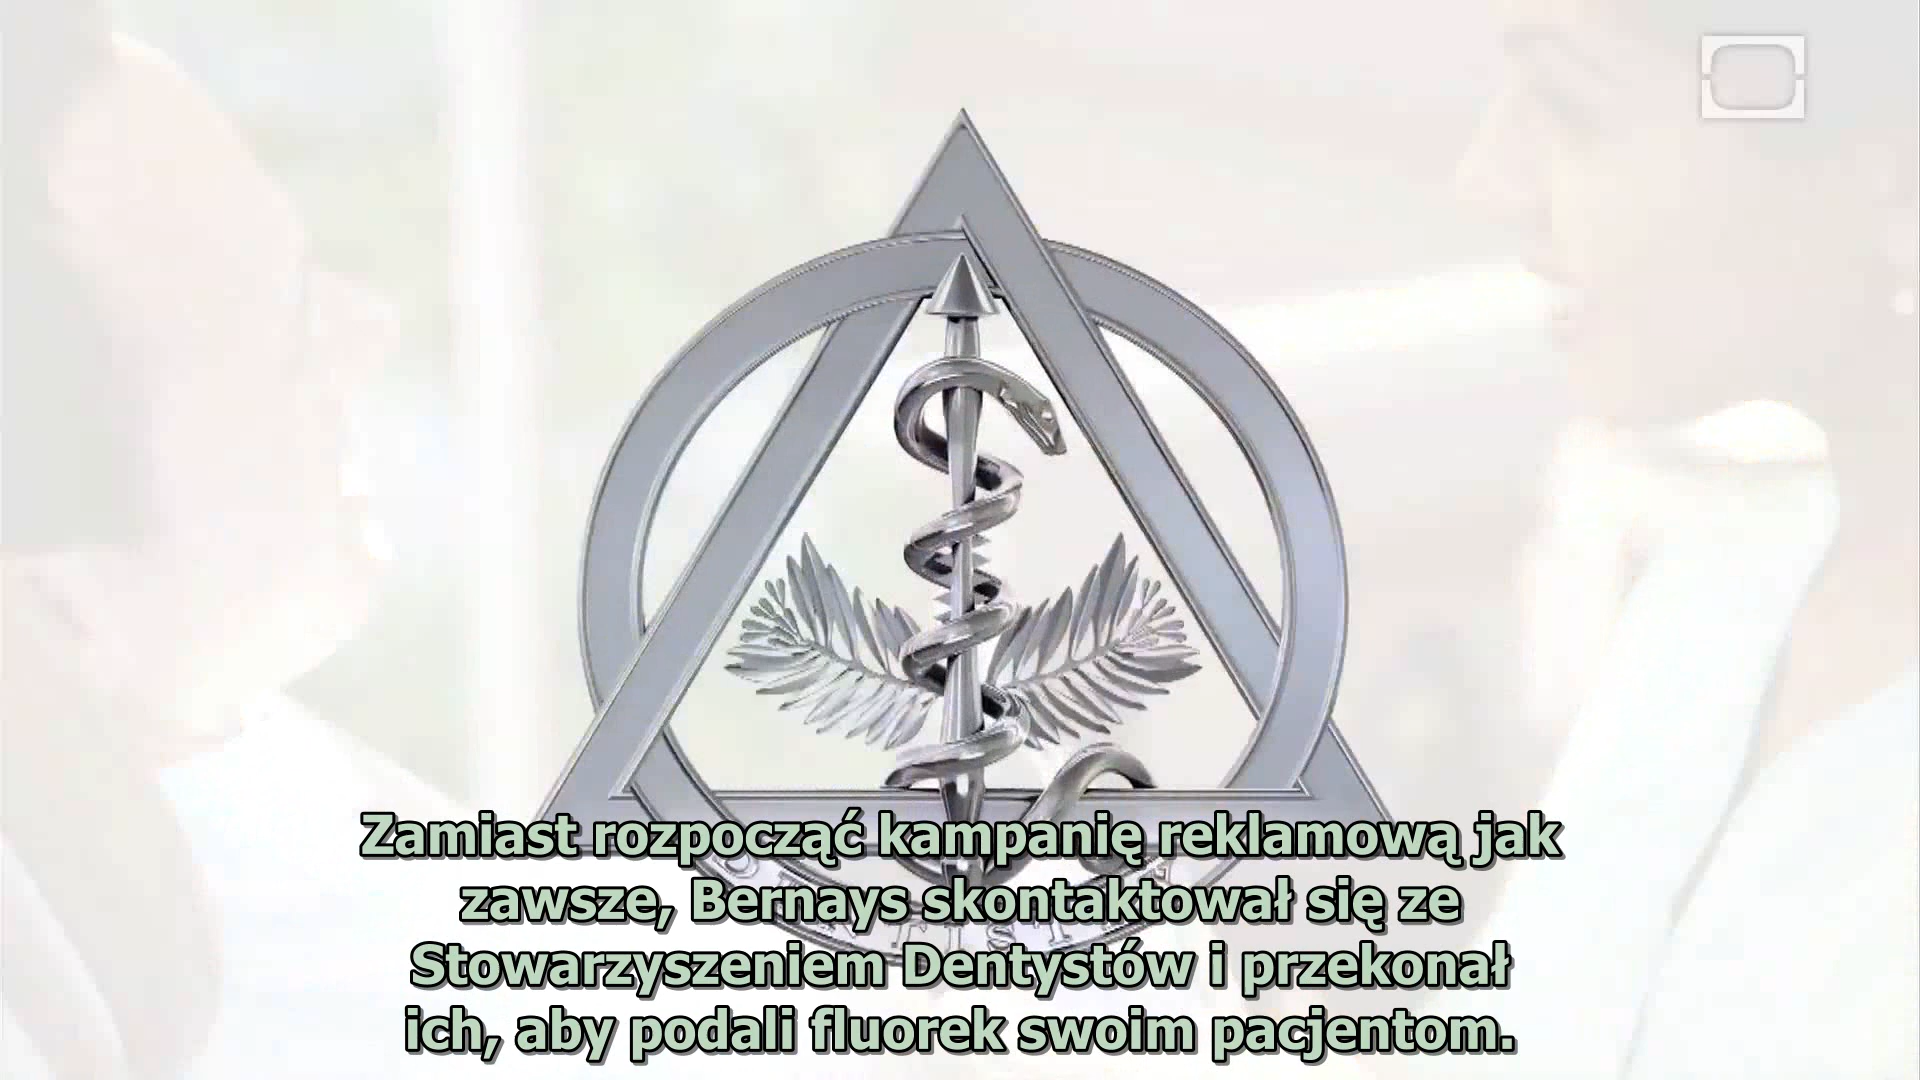 Zamiast rozpocząć kampanię reklamową jak
zawsze, Bernays skontaktował się ze
Stowarzyszeniem Dentystów i przekonał
ich, aby podali fluorek swoim pacjentom.